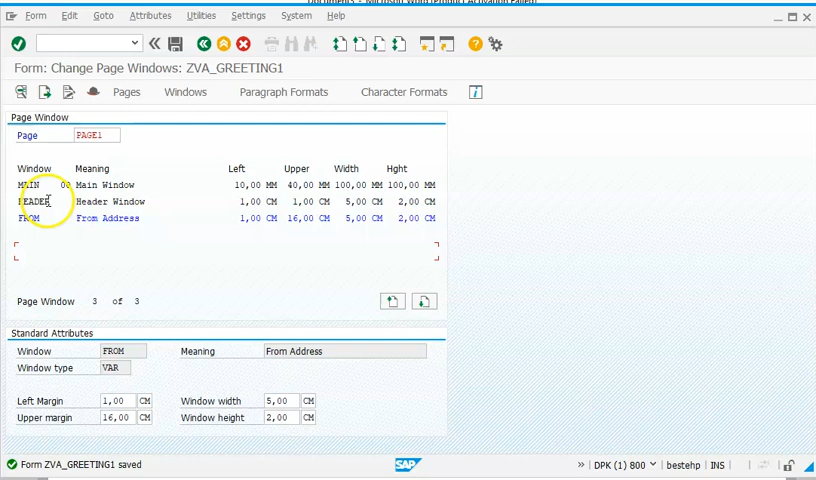 Document3 - Microsoft Word (Product Activation Failed)
Form Edit Goto Attributes Utilities Settings System Help
Form: Change Page Windows: ZVA_GREETING1
Pages Windows Paragraph Formats Character Formats
Page Window
Page PAGE1
Window Meaning Left Upper Width Hght
MAIN 00 Main Window 10,00 MM 40,00 MM 100,00 MM 100,00 MM
HEADER Header Window 1,00 CM 1,00 CM 5,00 CM 2,00 CM
FROM From Address 1,00 CM 16,00 CM 5,00 CM 2,00 CM
Page Window 3 of 3
Standard Attributes
Window FROM Meaning From Address
Window type VAR
Left Margin 1,00 CM Window width 5,00 CM
Upper margin 16,00 CM Window height 2,00 CM
Form ZVA_GREETING1 saved SAP DPK (1) 800 bestehp INS